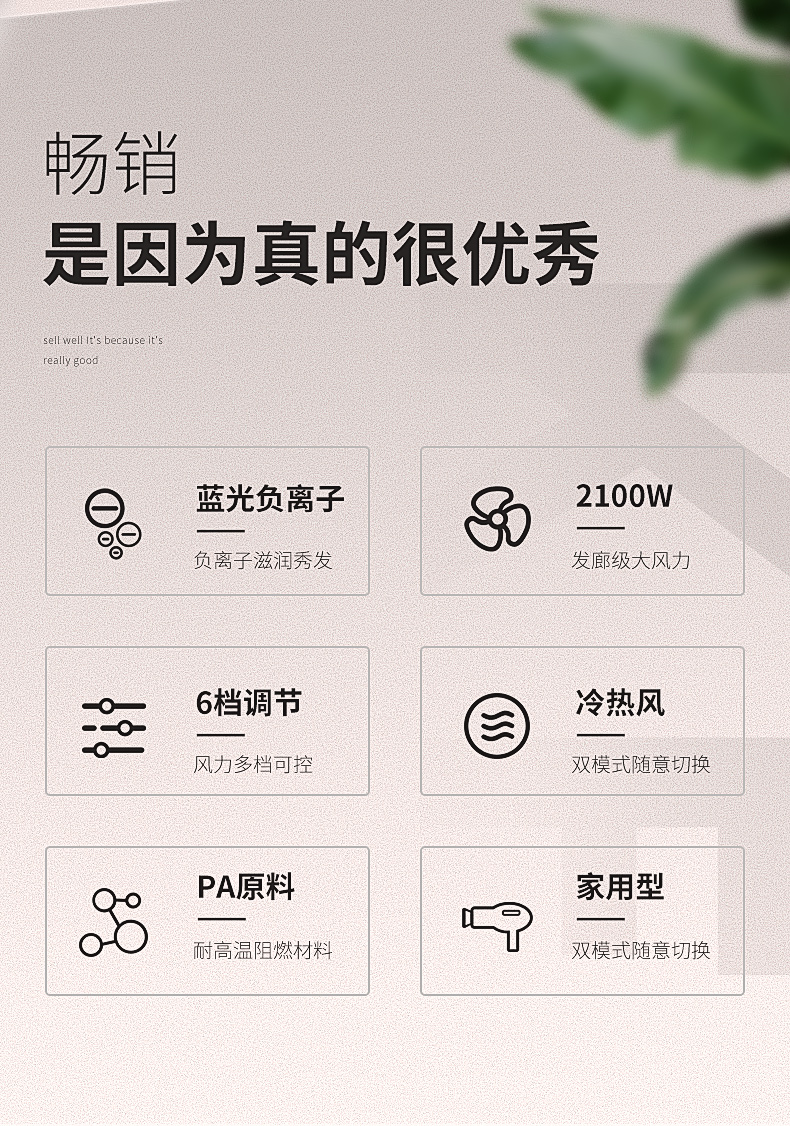 畅销
是因为真的很优秀
sell well It's because it's
really good
蓝光负离子
负离子滋润秀发
2100W
发廊级大风力
6档调节
风力多档可控
冷热风
双模式随意切换
PA原料
耐高温阻燃材料
家用型
双模式随意切换